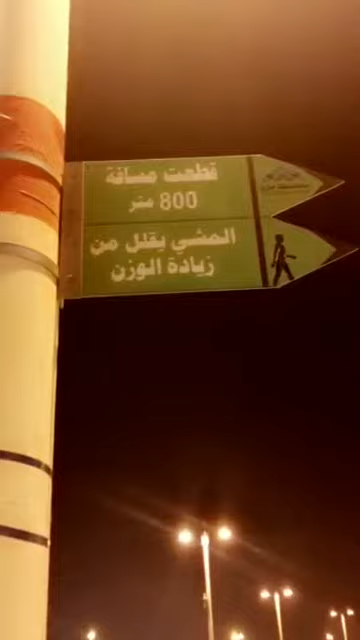 قطعت مسافة
800 متر
المشي يقلل من
زيادة الوزن